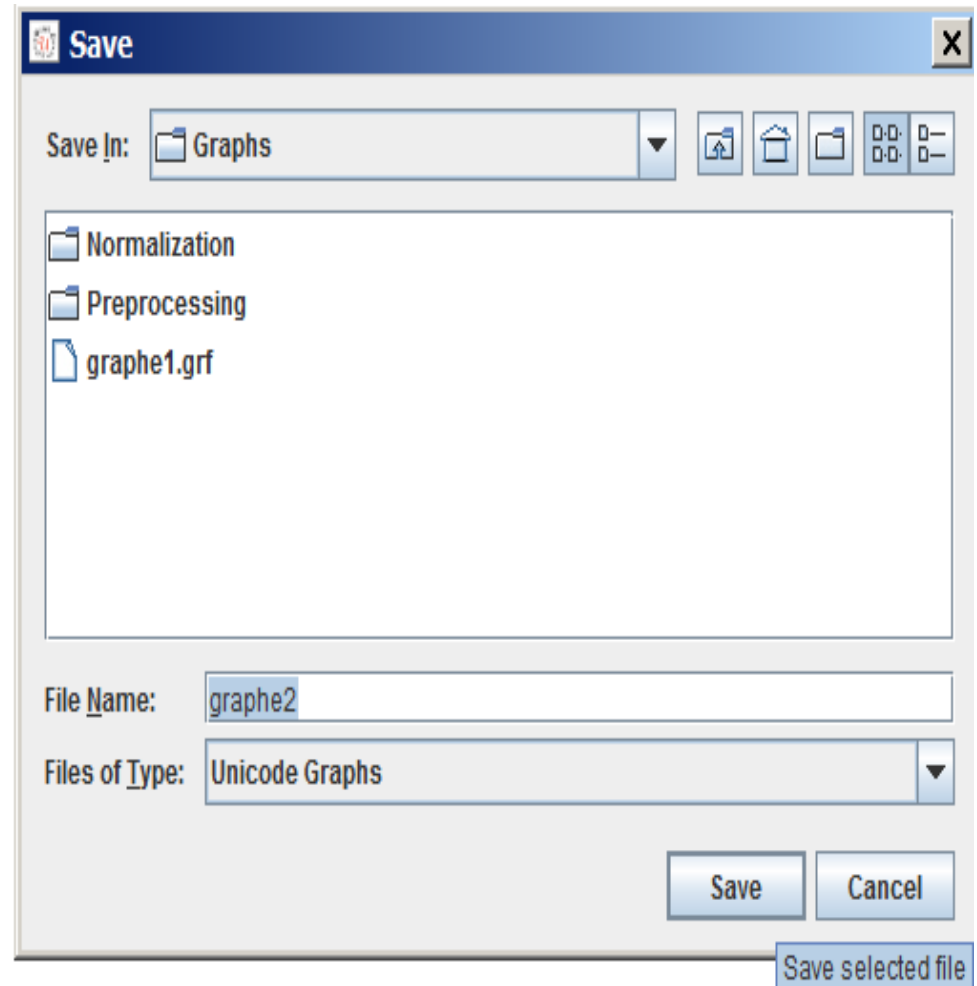 Save
Save In: Graphs
Normalization
Preprocessing
graphe1.grf
File Name: graphe2
Files of Type: Unicode Graphs
Save Cancel
Save selected file